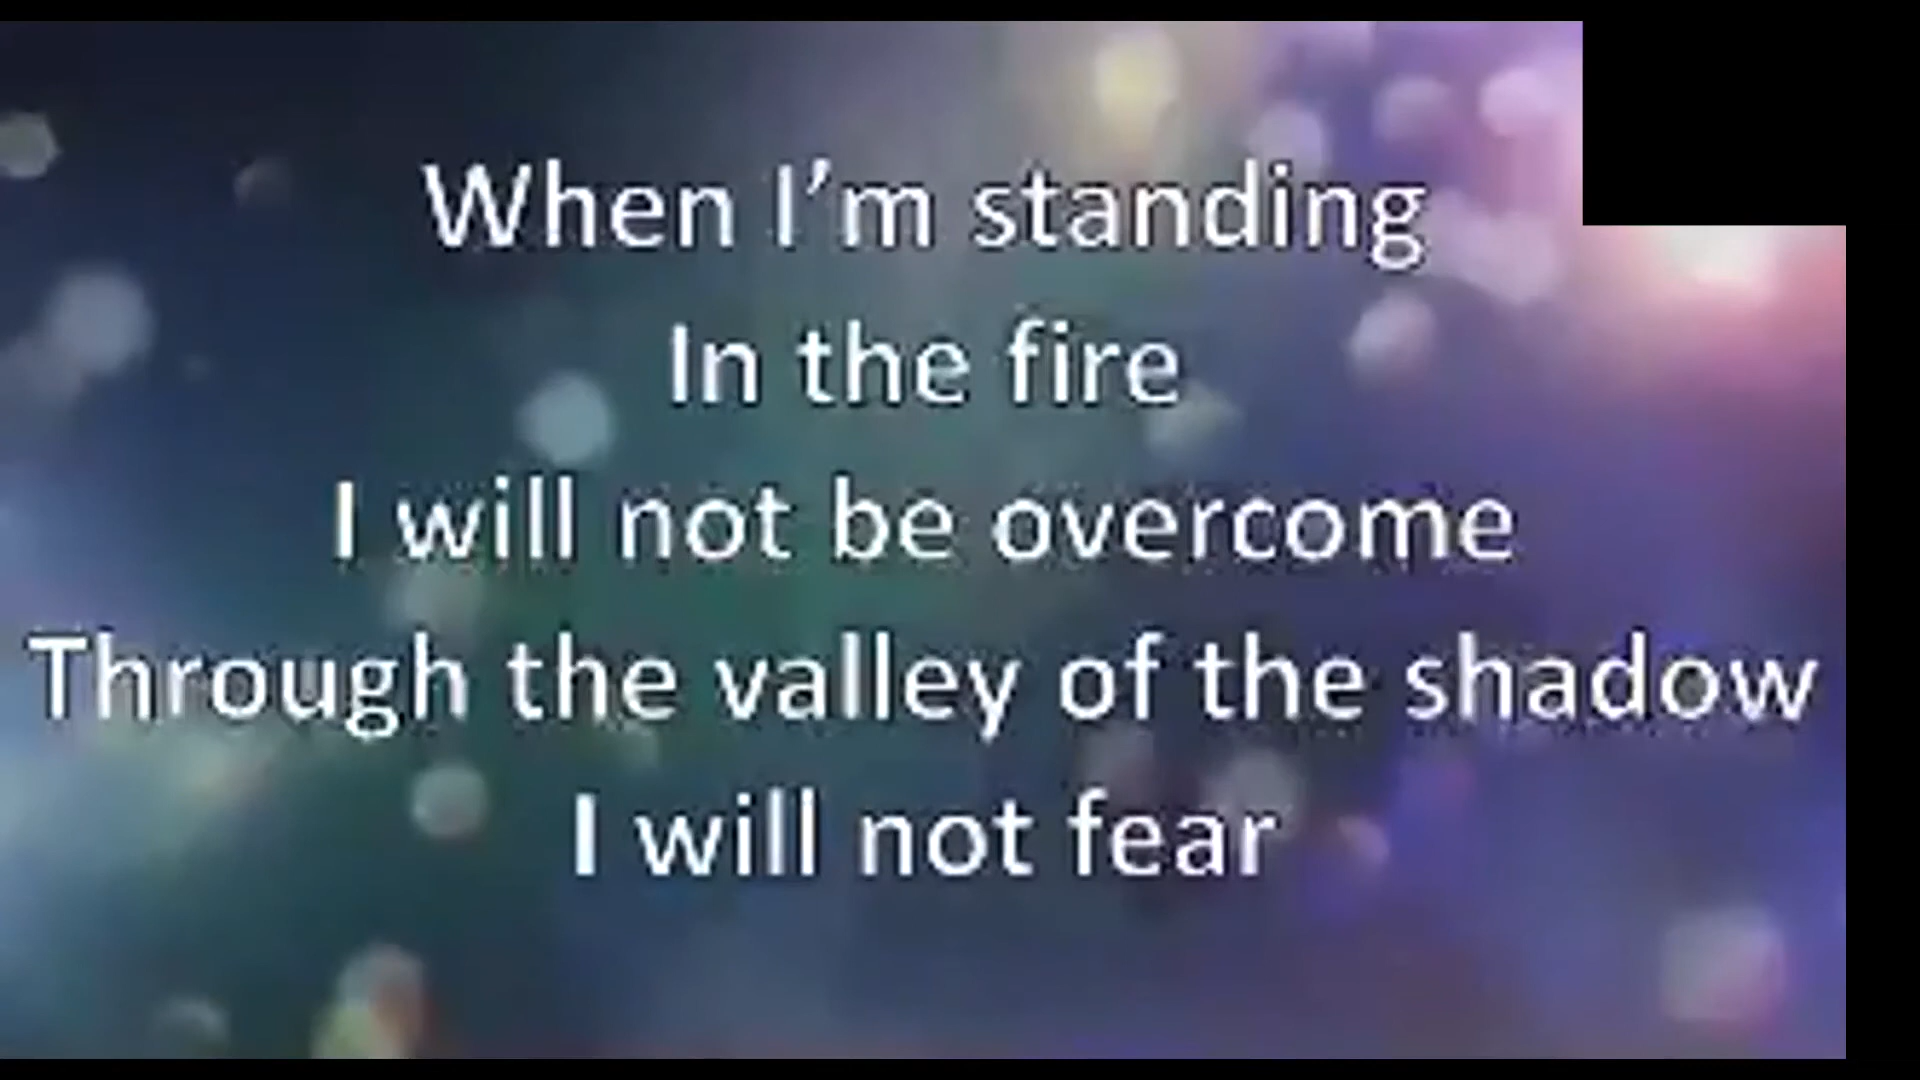 When I’m standing
In the fire
I will not be overcome
Through the valley of the shadow
I will not fear